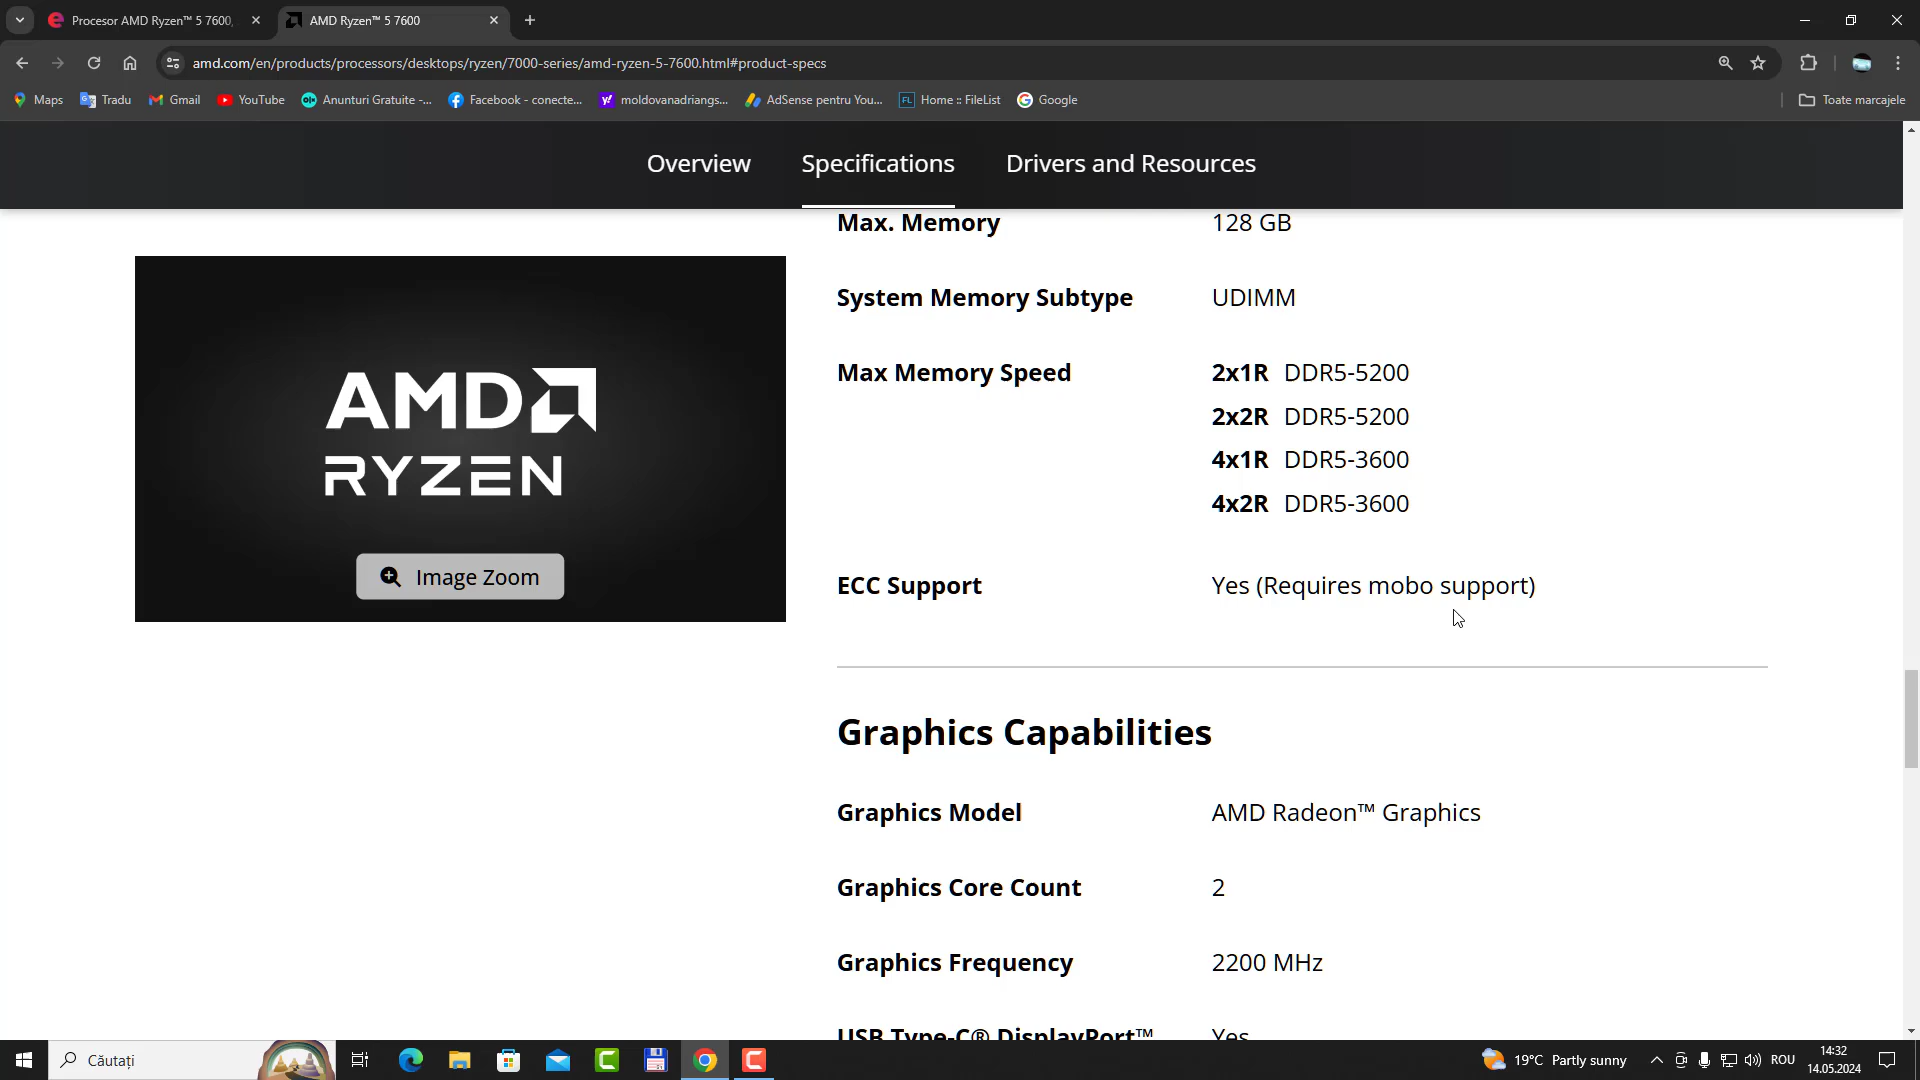 Procesor AMD Ryzen™ 5 7600,
AMD Ryzen™ 5 7600
amd.com/en/products/processors/desktops/ryzen/7000-series/amd-ryzen-5-7600.html#product-specs
Maps Tradu Gmail YouTube Anunturi Gratuite -... Facebook - conecte... moldovanadriangs... AdSense pentru You... FL Home :: FileList Google Toate marcajele
Overview Specifications Drivers and Resources
Max. Memory 128 GB
System Memory Subtype UDIMM
Max Memory Speed 2x1R DDR5-5200
2x2R DDR5-5200
4x1R DDR5-3600
4x2R DDR5-3600
AMD
RYZEN
Image Zoom
ECC Support Yes (Requires mobo support)
Graphics Capabilities
Graphics Model AMD Radeon™ Graphics
Graphics Core Count 2
Graphics Frequency 2200 MHz
USB Type-C® DisplayPort™ Yes
Căutați
19°C Partly sunny
ROU
14:32
14.05.2024